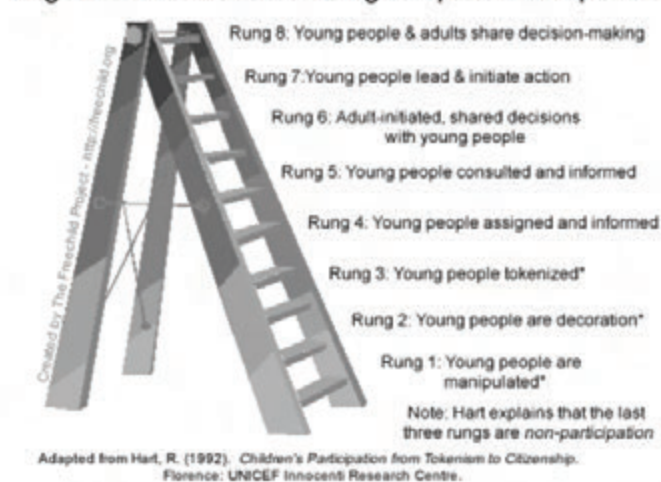 Rung 8: Young people & adults share decision-making
Rung 7:Young people lead & initiate action
Rung 6: Adult-initiated, shared decisions
with young people
Rung 5: Young people consulted and informed
Rung 4: Young people assigned and informed
Rung 3: Young people tokenized*
Rung 2: Young people are decoration*
Rung 1: Young people are
manipulated*
Note: Hart explains that the last
three rungs are non-participation
Created by The Freechild Project - http://freechild.org
Adapted from Hart, R. (1992). Children's Participation from Tokenism to Citizenship.
Florence: UNICEF Innocenti Research Centre.